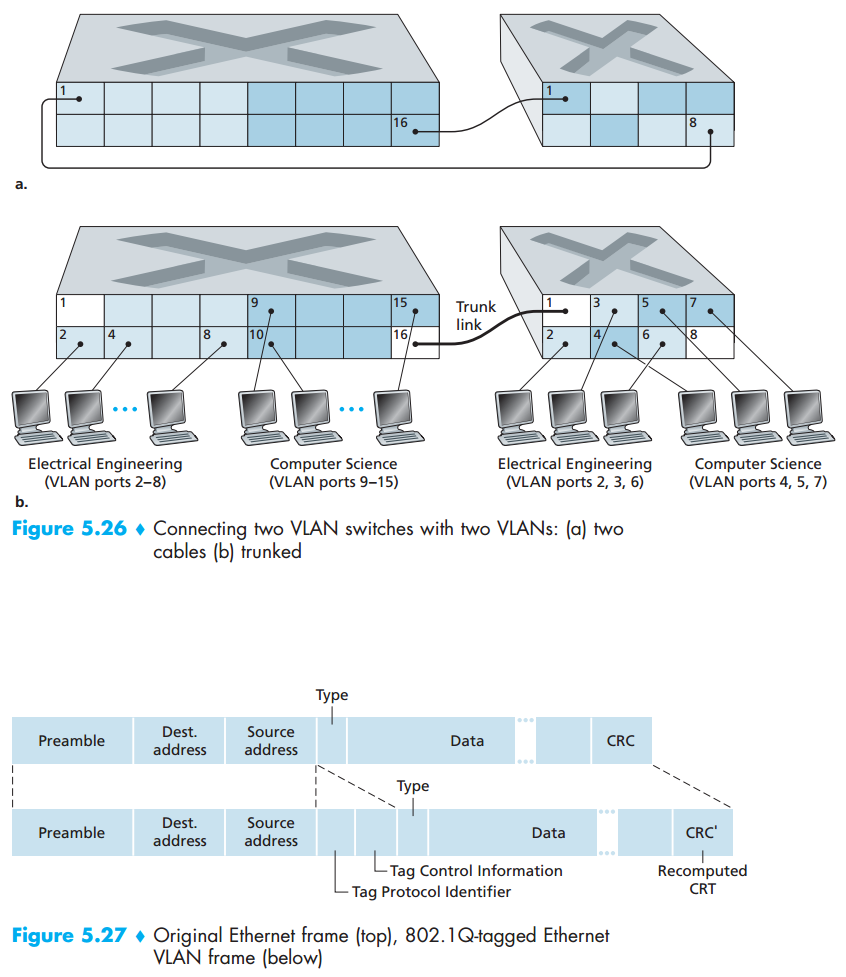 1
16
1
8
a.
1
9
15
2
4
8
10
16
Trunk
link
1
3
5
7
2
4
6
8
Electrical Engineering
(VLAN ports 2–8)
Computer Science
(VLAN ports 9–15)
Electrical Engineering
(VLAN ports 2, 3, 6)
Computer Science
(VLAN ports 4, 5, 7)
b.
Figure 5.26 ♦ Connecting two VLAN switches with two VLANs: (a) two
cables (b) trunked
Type
Preamble
Dest.
address
Source
address
Data
CRC
Type
Preamble
Dest.
address
Source
address
Data
CRC'
Tag Control Information
Tag Protocol Identifier
Recomputed
CRT
Figure 5.27 ♦ Original Ethernet frame (top), 802.1Q-tagged Ethernet
VLAN frame (below)